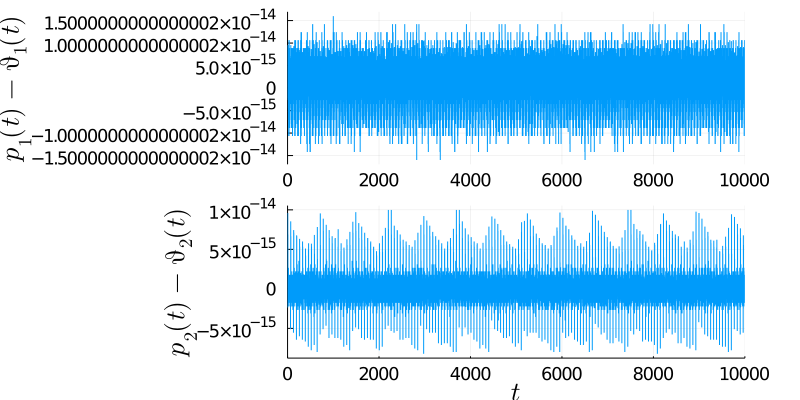 p₁(t) − ϑ₁(t)
1.5000000000000002×10⁻¹⁴
1.0000000000000002×10⁻¹⁴
5.0×10⁻¹⁵
0
−5.0×10⁻¹⁵
−1.0000000000000002×10⁻¹⁴
−1.5000000000000002×10⁻¹⁴
0 2000 4000 6000 8000 10000
p₂(t) − ϑ₂(t)
1×10⁻¹⁴
5×10⁻¹⁵
0
−5×10⁻¹⁵
0 2000 4000 6000 8000 10000
t